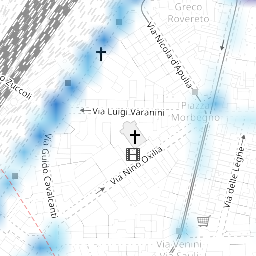 Greco
Rovereto
Via Nicola d'Apulia
Zuccoli
Via Luigi Varanini
Piazza
Morbegno
Via Guido Cavalcanti
Via Nino Oxilia
Via delle Leghe
Via Venini